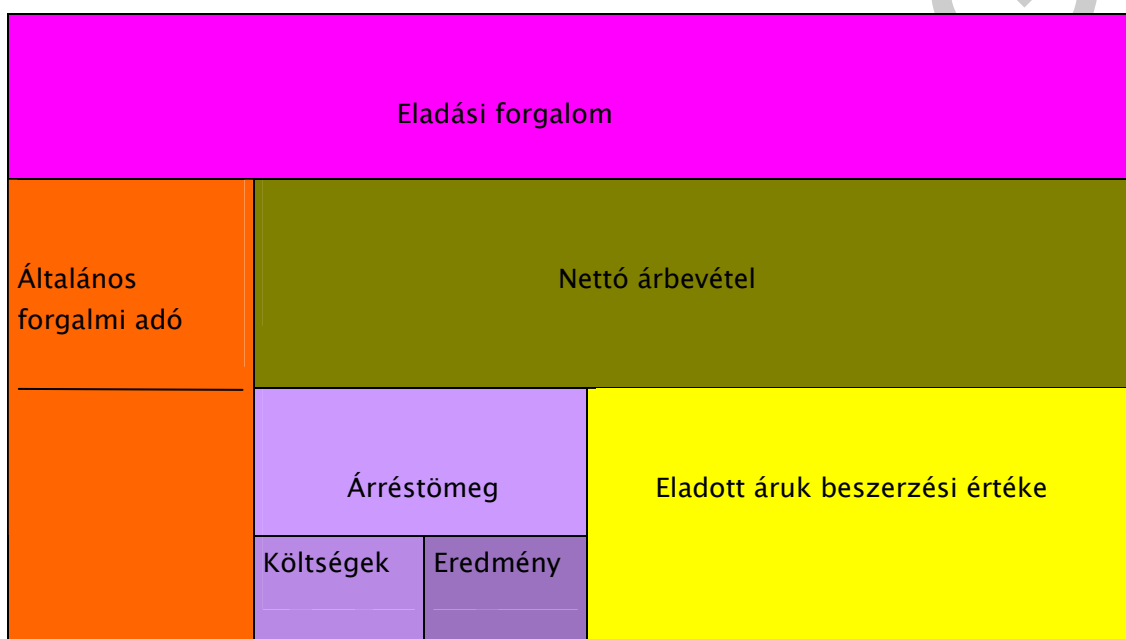 Eladási forgalom
Általános
forgalmi adó
Nettó árbevétel
Árréstömeg
Eladott áruk beszerzési értéke
Költségek
Eredmény